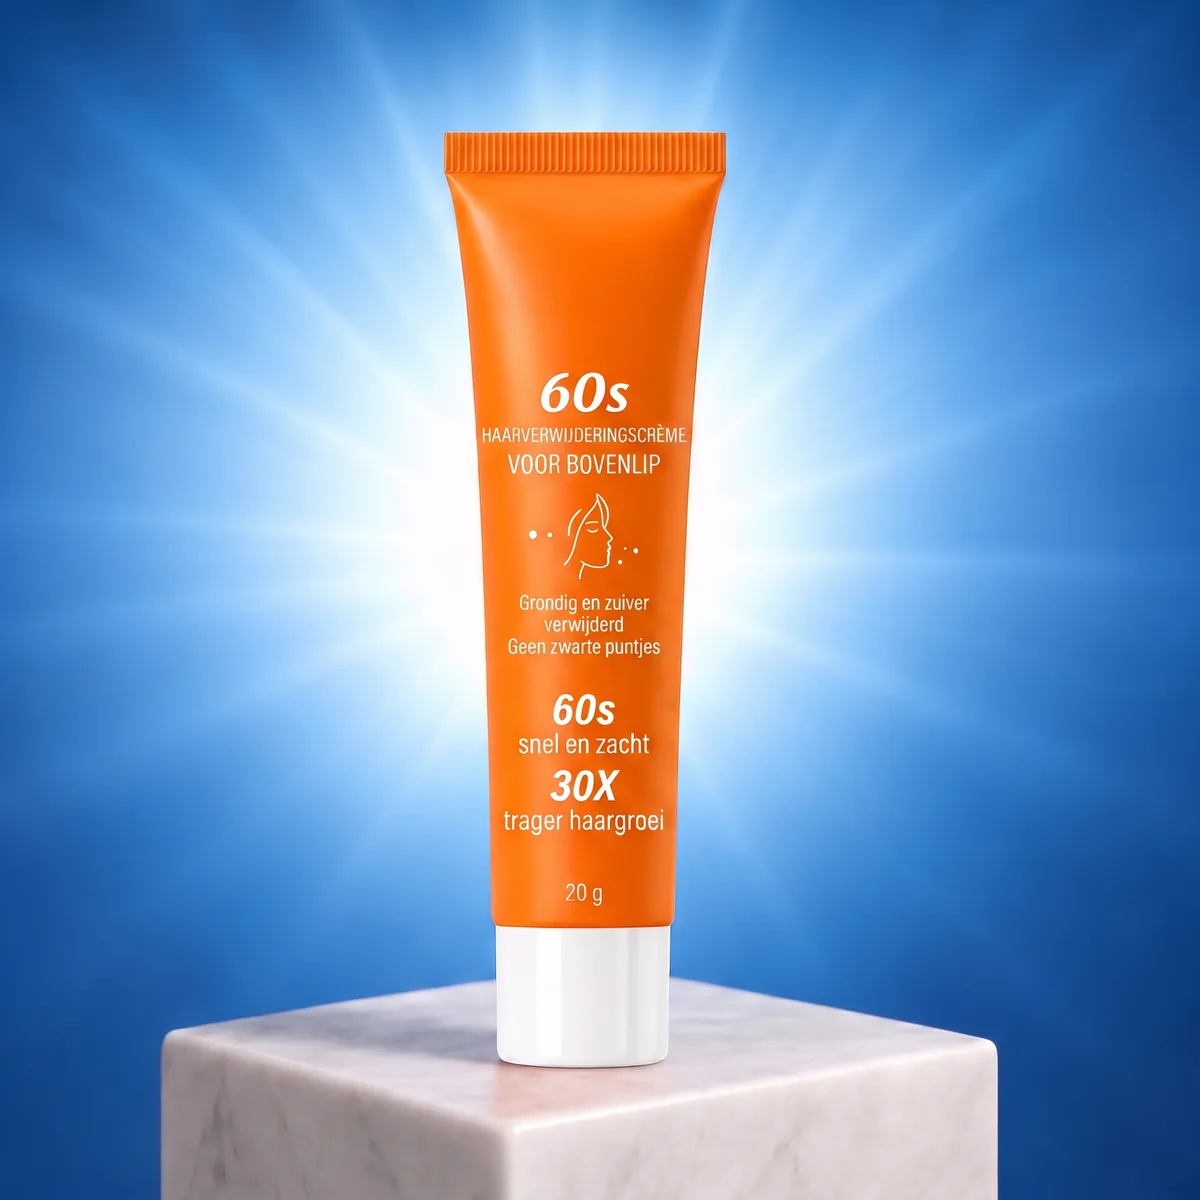 60s
HAARVERWIJDERINGSCRÈME
VOOR BOVENLIP
Grondig en zuiver
verwijderd
Geen zwarte puntjes
60s
snel en zacht
30X
trager haargroei
20 g